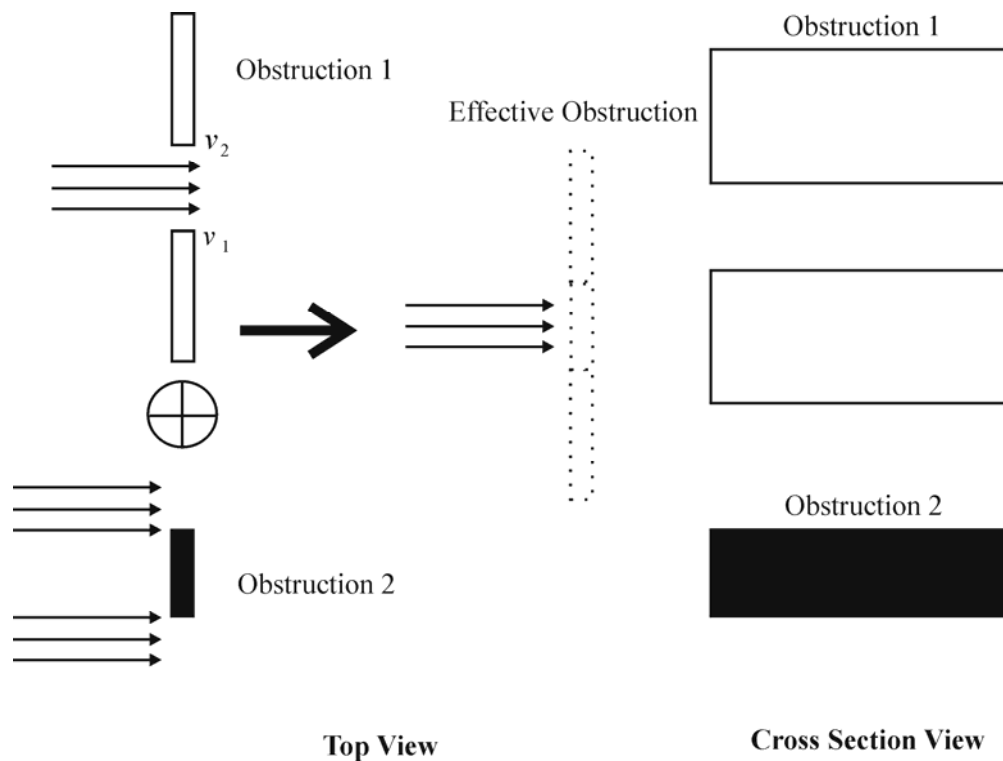 Obstruction 1
Obstruction 1
v2
Effective Obstruction
v1
Obstruction 2
Obstruction 2
Top View
Cross Section View